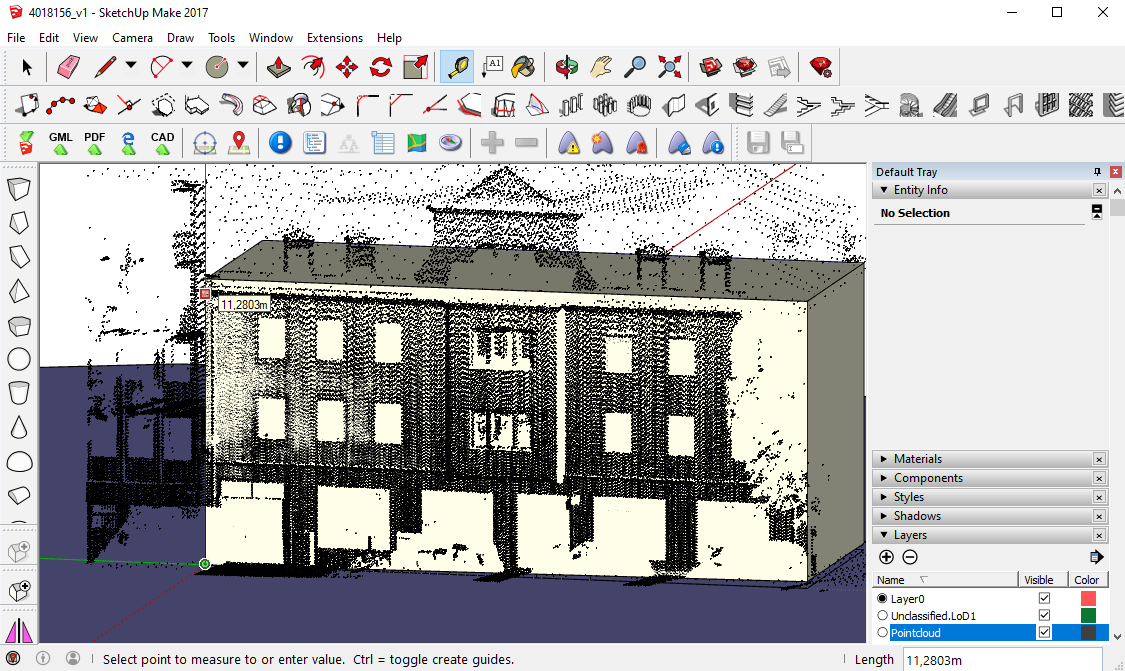 4018156_v1 - SketchUp Make 2017
File Edit View Camera Draw Tools Window Extensions Help
A1
GML PDF CAD
Default Tray
Entity Info
No Selection
11,2803m
Materials
Components
Styles
Shadows
Layers
Name Visible Color
Layer0
Unclassified.LoD1
Pointcloud
Select point to measure to or enter value. Ctrl = toggle create guides.
Length 11,2803m